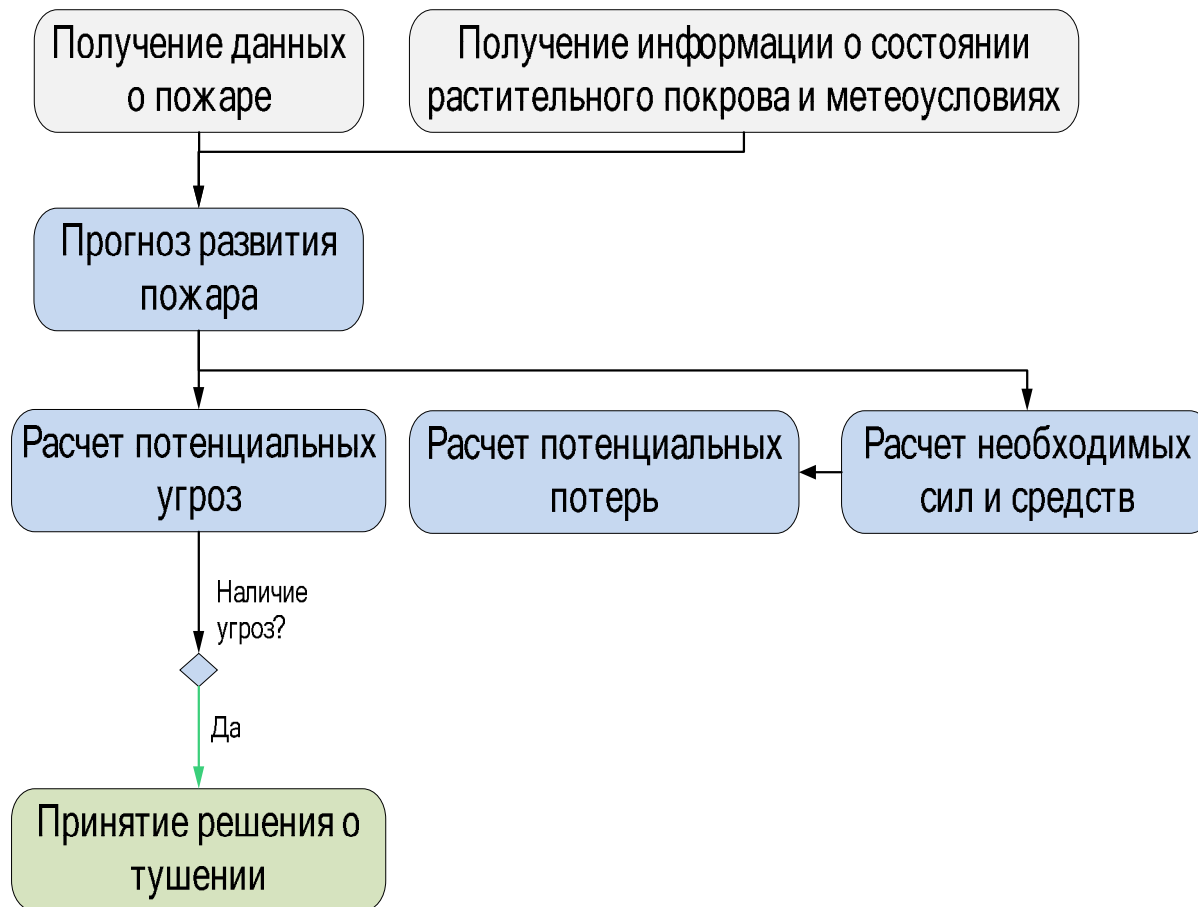 Получение данных
о пожаре
Получение информации о состоянии
растительного покрова и метеоусловиях
Прогноз развития
пожара
Расчет потенциальных
угроз
Расчет потенциальных
потерь
Расчет необходимых
сил и средств
Наличие
угроз?
Да
Принятие решения о
тушении